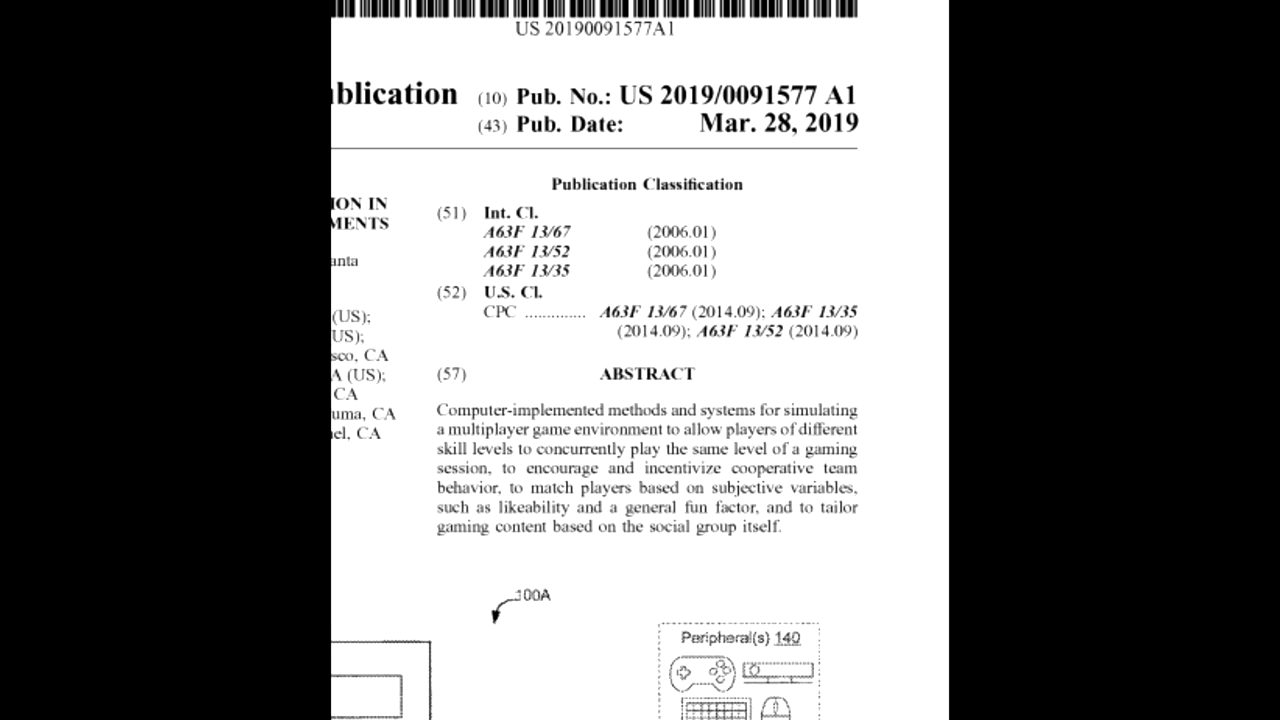 US 20190091577A1
blication (10) Pub. No.: US 2019/0091577 A1
(43) Pub. Date: Mar. 28, 2019
Publication Classification
ION IN
MENTS
anta
(US);
US);
sco, CA
A (US);
CA
uma, CA
el, CA
(51) Int. Cl.
A63F 13/67 (2006.01)
A63F 13/52 (2006.01)
A63F 13/35 (2006.01)
(52) U.S. Cl.
CPC .............. A63F 13/67 (2014.09); A63F 13/35
(2014.09); A63F 13/52 (2014.09)
(57) ABSTRACT
Computer-implemented methods and systems for simulating
a multiplayer game environment to allow players of different
skill levels to concurrently play the same level of a gaming
session, to encourage and incentivize cooperative team
behavior, to match players based on subjective variables,
such as likeability and a general fun factor, and to tailor
gaming content based on the social group itself.
100A
Peripheral(s) 140